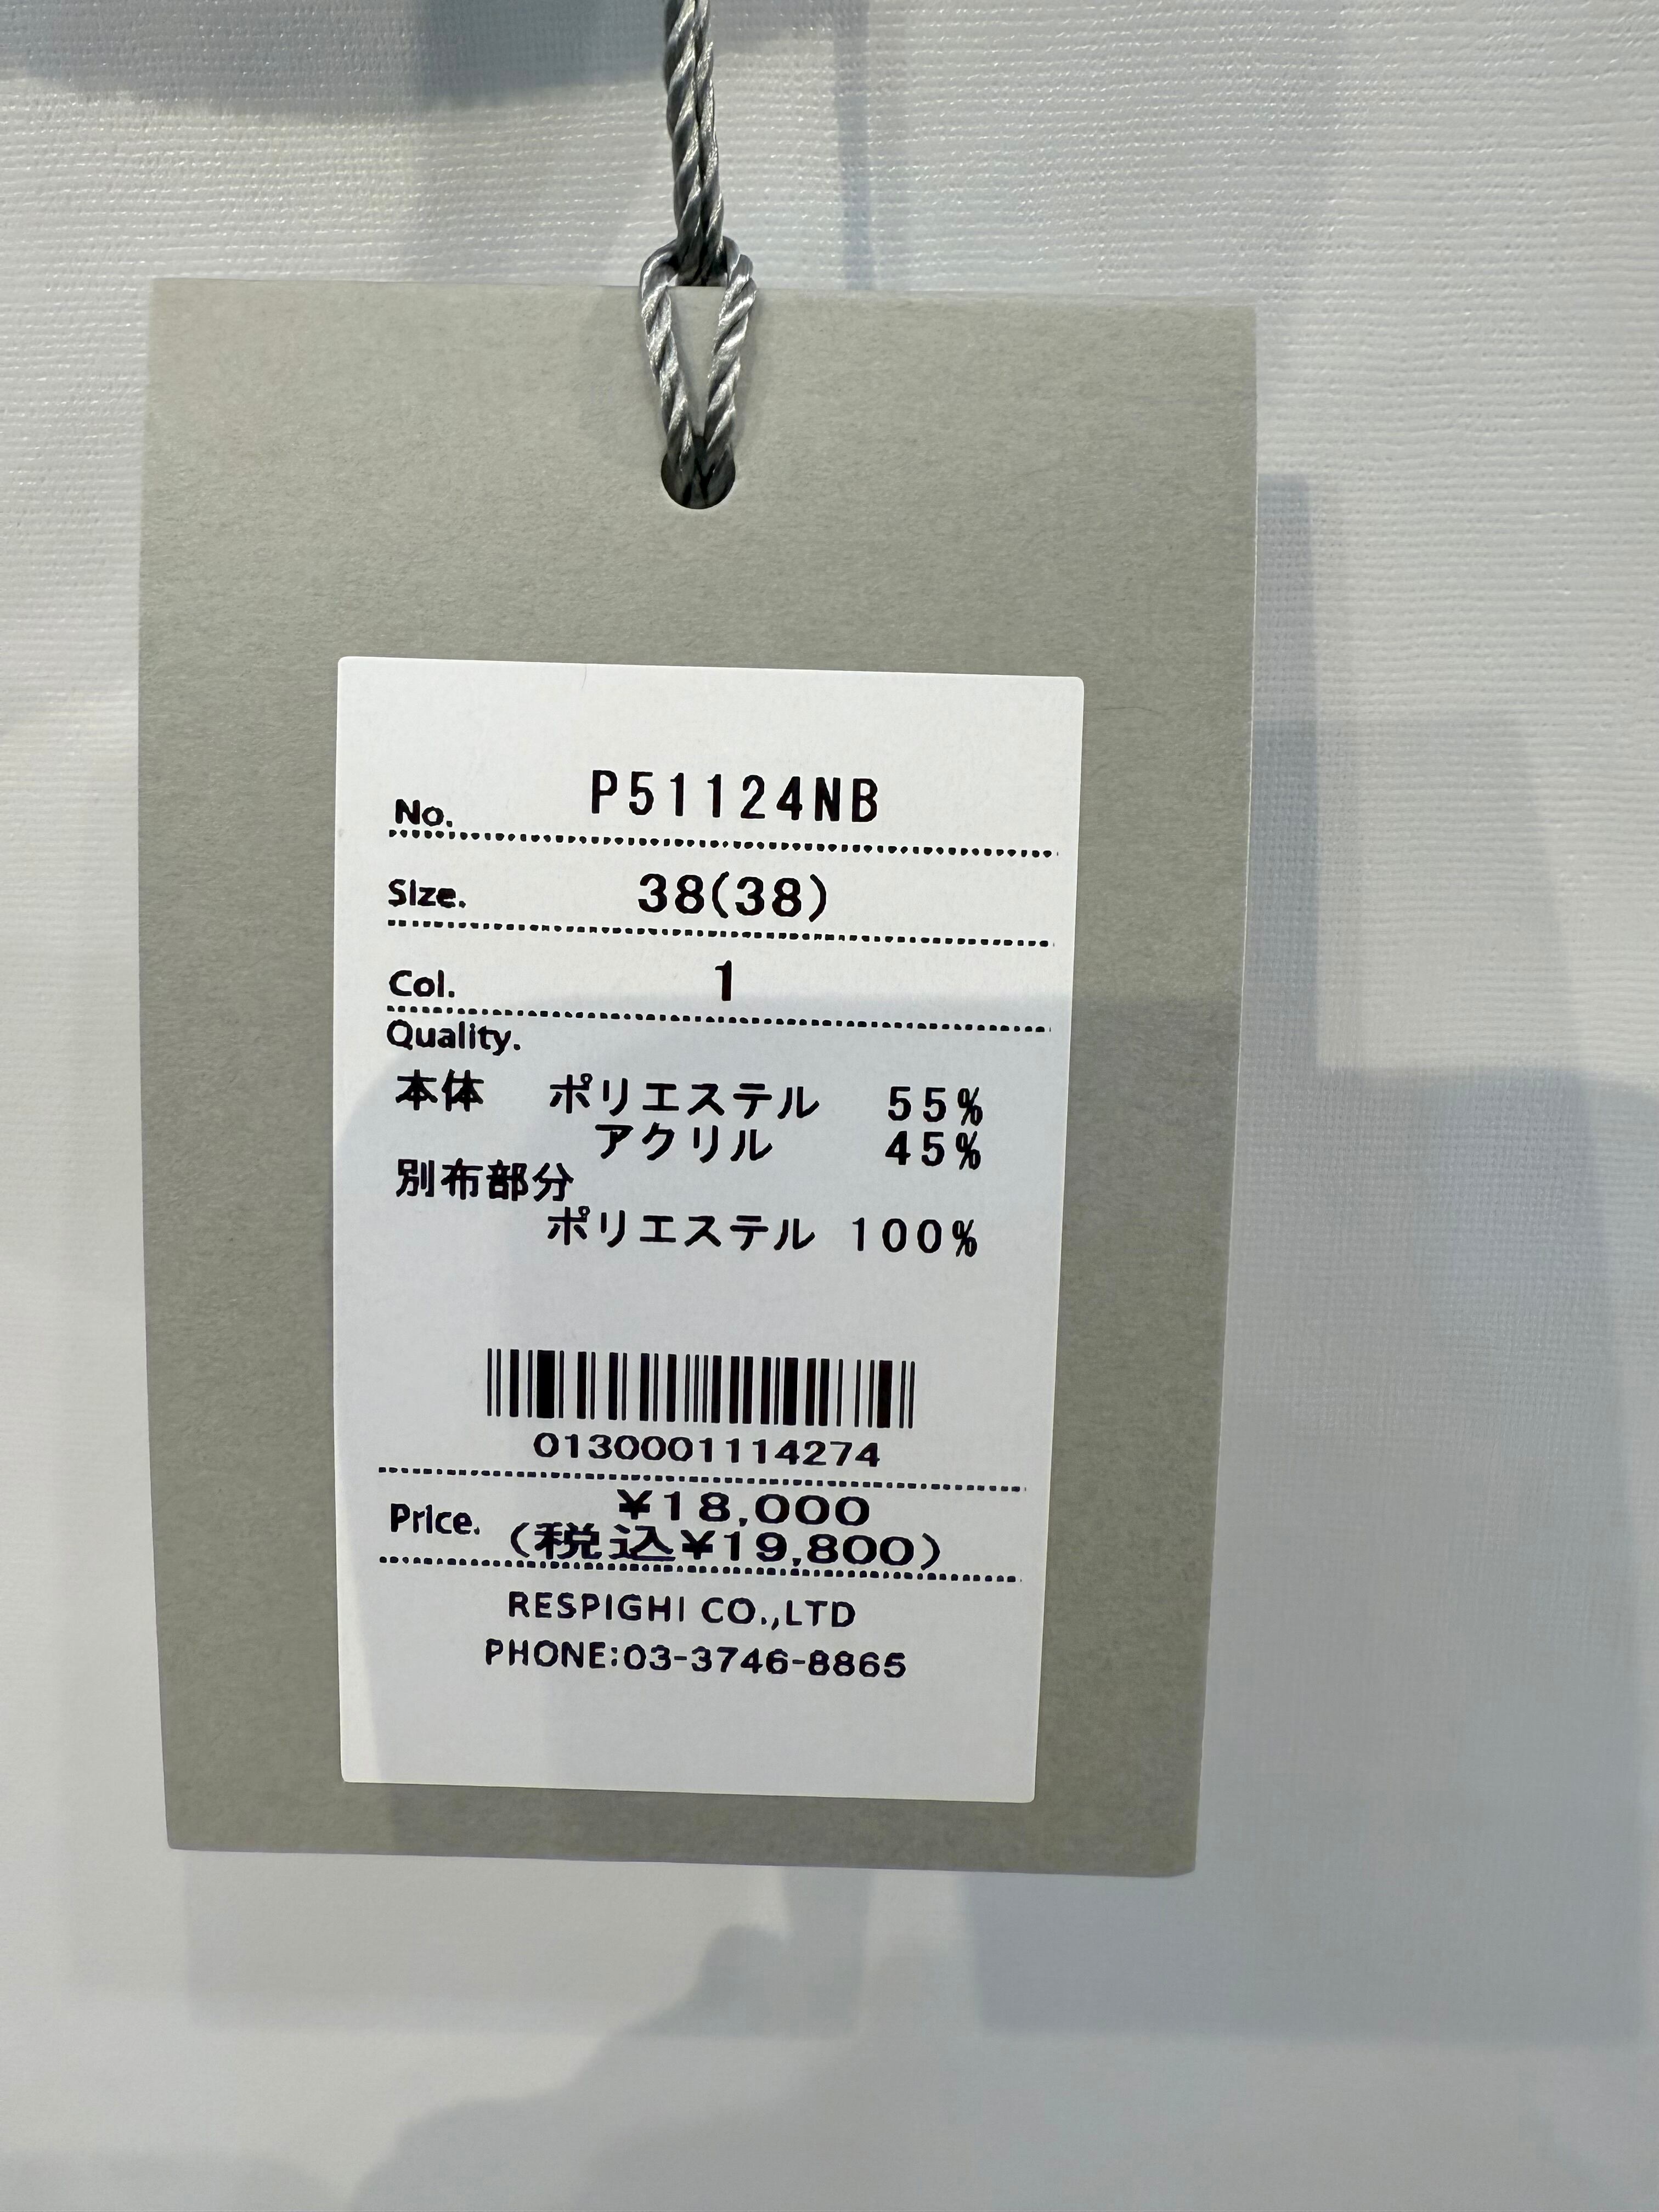 No. P51124NB
Size. 38(38)
Col. 1
Quality.
本体 ポリエステル 55%
アクリル 45%
別布部分
ポリエステル 100%
0130001114274
¥18,000
Price. (税込¥19,800)
RESPIGHI CO.,LTD
PHONE:03-3746-8865